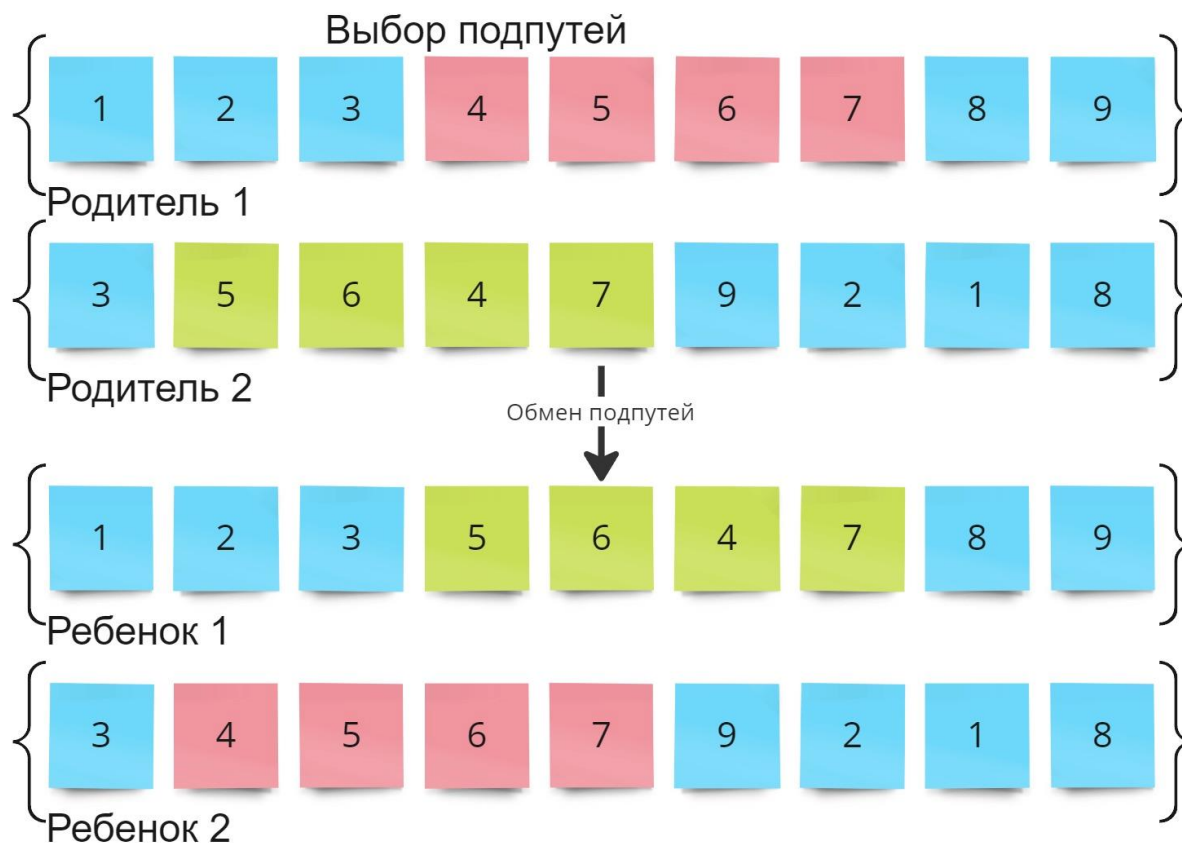 Выбор подпутей
1 2 3 4 5 6 7 8 9
Родитель 1
3 5 6 4 7 9 2 1 8
Родитель 2
Обмен подпутей
1 2 3 5 6 4 7 8 9
Ребенок 1
3 4 5 6 7 9 2 1 8
Ребенок 2